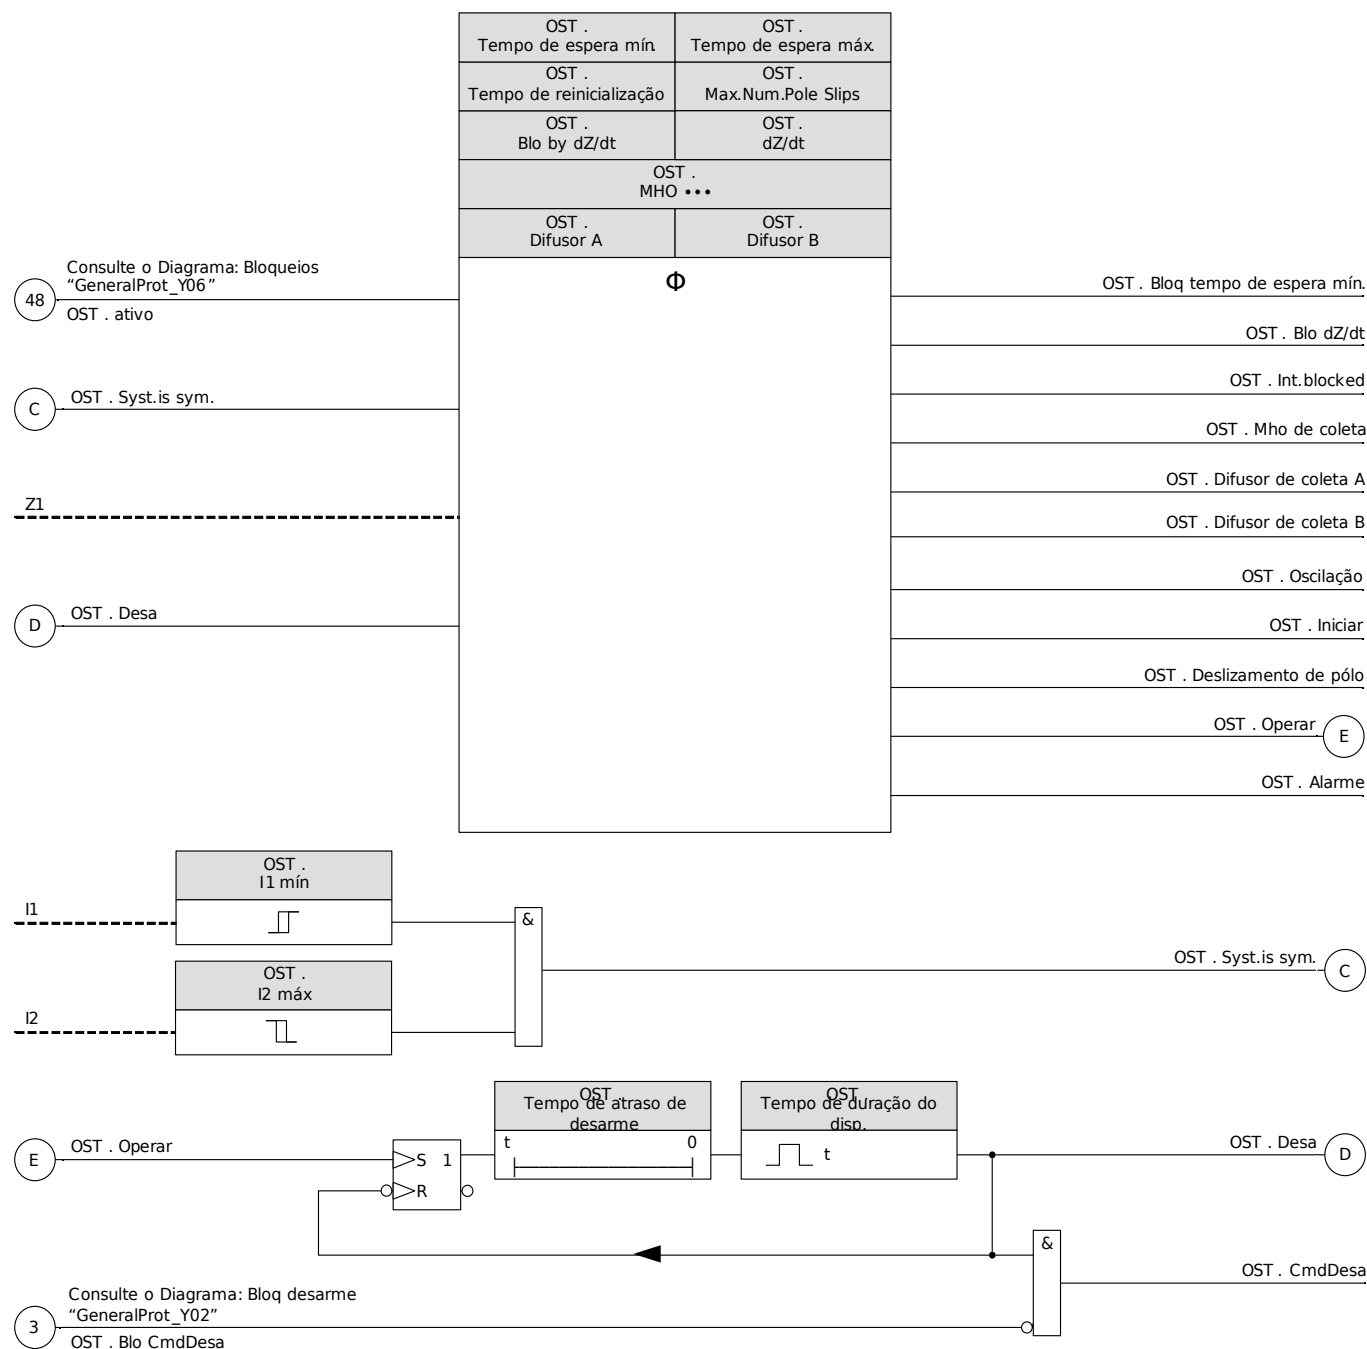 OST .
Tempo de espera mín.
OST .
Tempo de espera máx.
OST .
Tempo de reinicialização
OST .
Max.Num.Pole Slips
OST .
Blo by dZ/dt
OST .
dZ/dt
OST .
MHO •••
OST .
Difusor A
OST .
Difusor B
Φ
Consulte o Diagrama: Bloqueios
“GeneralProt_Y06”
48
OST . ativo
C
OST . Syst.is sym.
Z1
D
OST . Desa
OST . Bloq tempo de espera mín.
OST . Blo dZ/dt
OST . Int.blocked
OST . Mho de coleta
OST . Difusor de coleta A
OST . Difusor de coleta B
OST . Oscilação
OST . Iniciar
OST . Deslizamento de pólo
OST . Operar
E
OST . Alarme
OST .
I1 mín
I1
&
OST .
I2 máx
I2
OST . Syst.is sym.
C
OST .
Tempo de atraso de
desarme
t 0
OST .
Tempo de duração do
disp.
t
E
OST . Operar
S 1
R
OST . Desa
D
&
OST . CmdDesa
Consulte o Diagrama: Bloq desarme
“GeneralProt_Y02”
3
OST . Blo CmdDesa